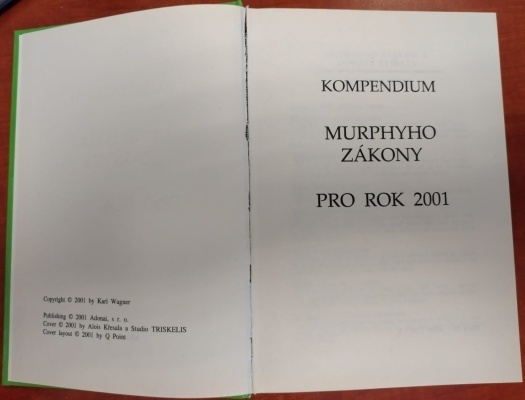 Copyright © 2001 by Karl Wagner
Publishing © 2001 Adonai, s r. o.
Cover © 2001 by Alois Křesala a Studio TRISKELIS
Cover layout © 2001 by Q Point
KOMPENDIUM
MURPHYHO
ZÁKONY
PRO ROK 2001